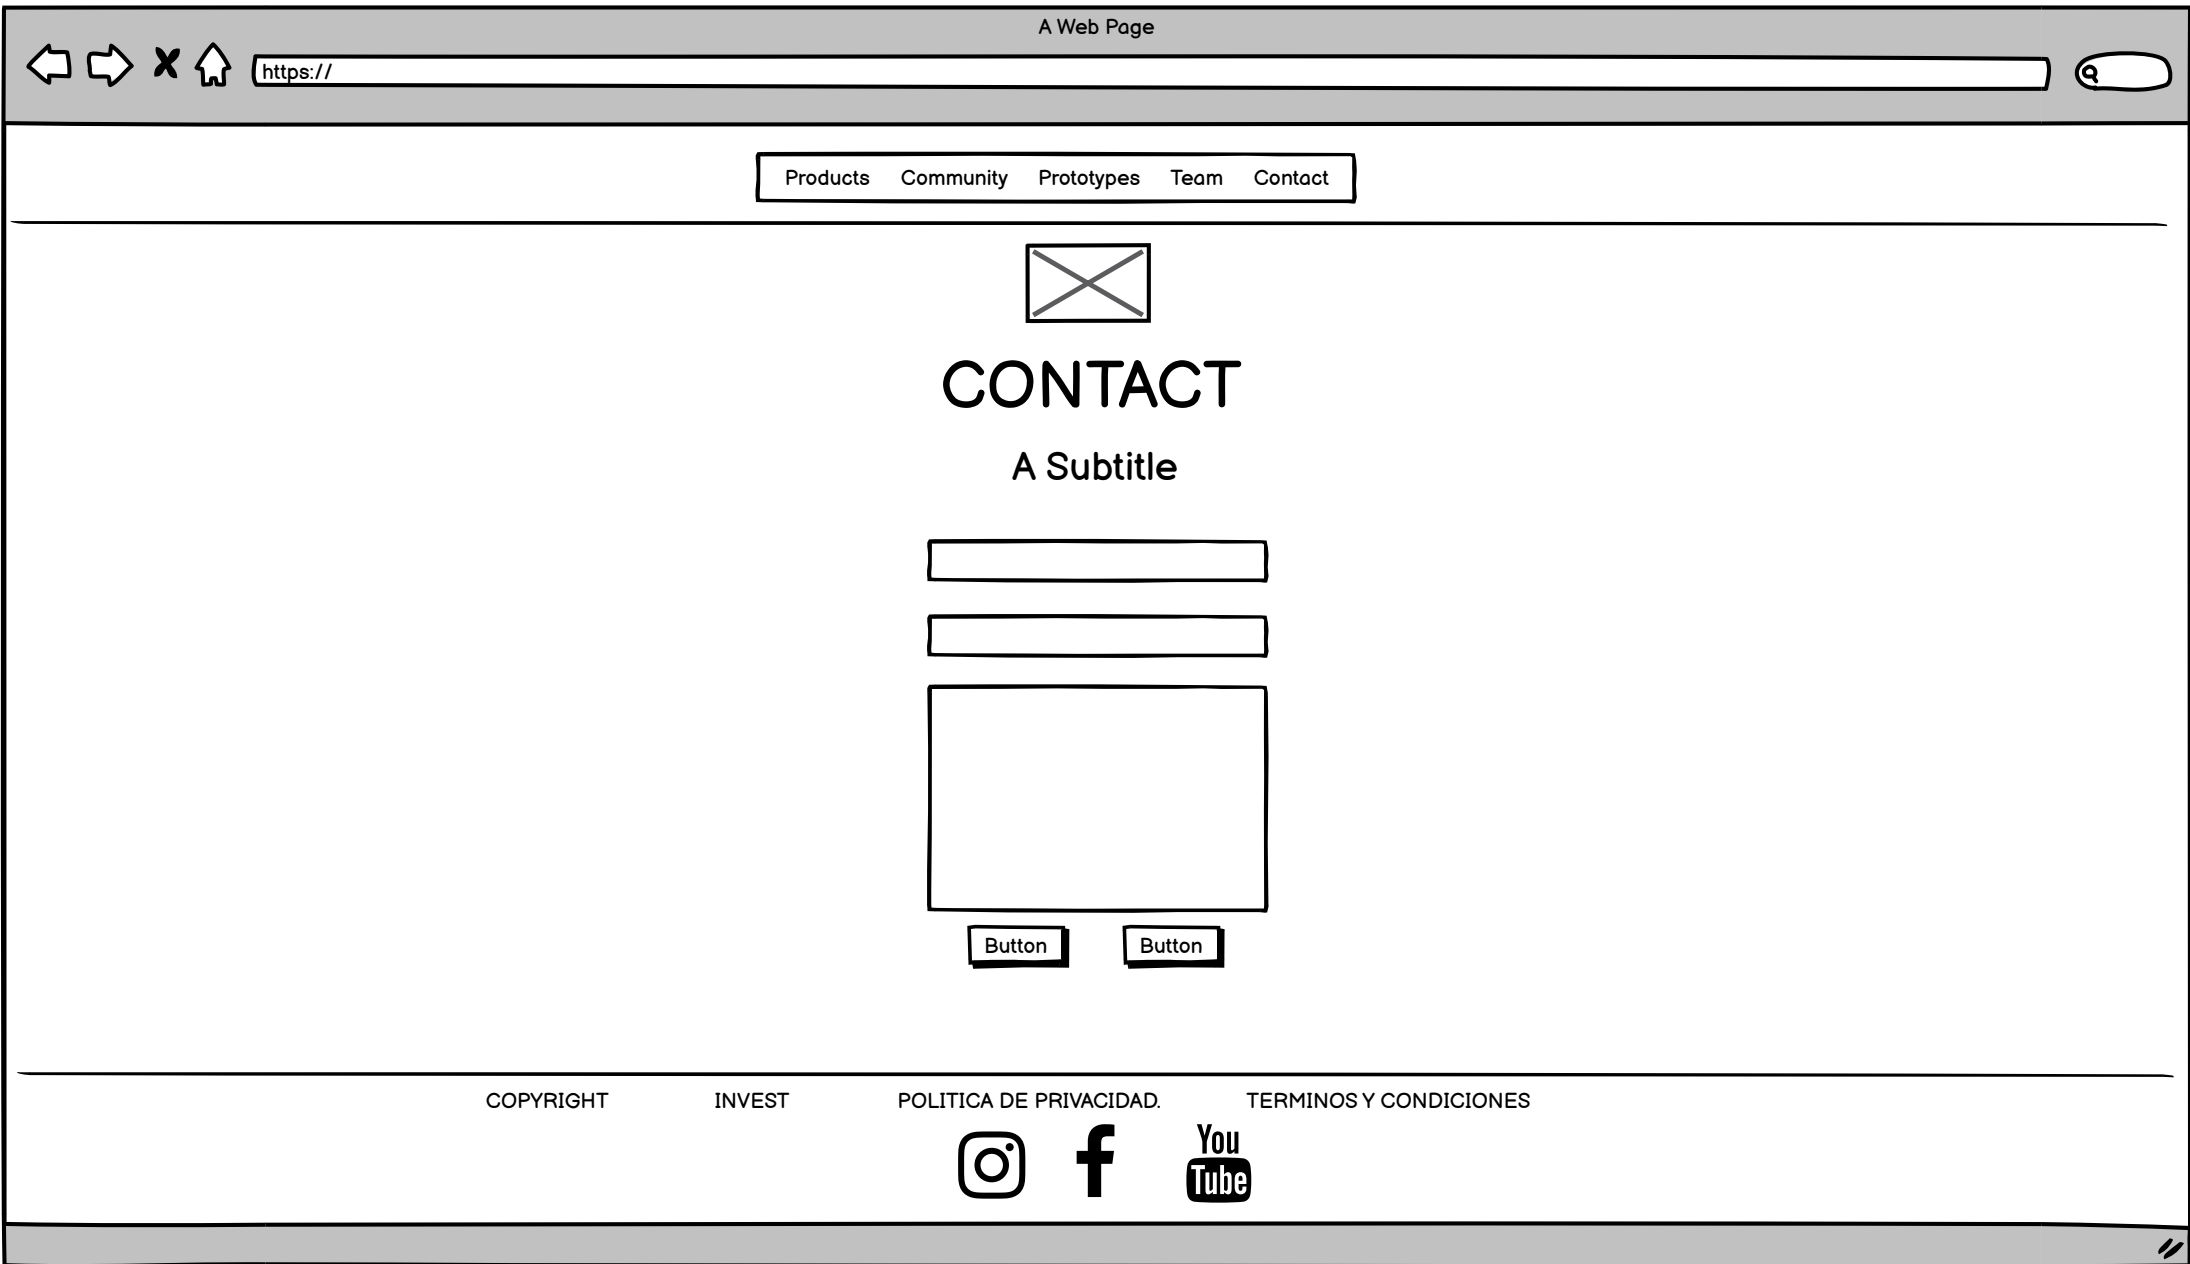 A Web Page
https://
Products Community Prototypes Team Contact
CONTACT
A Subtitle
Button Button
COPYRIGHT INVEST POLITICA DE PRIVACIDAD. TERMINOS Y CONDICIONES
You
Tube